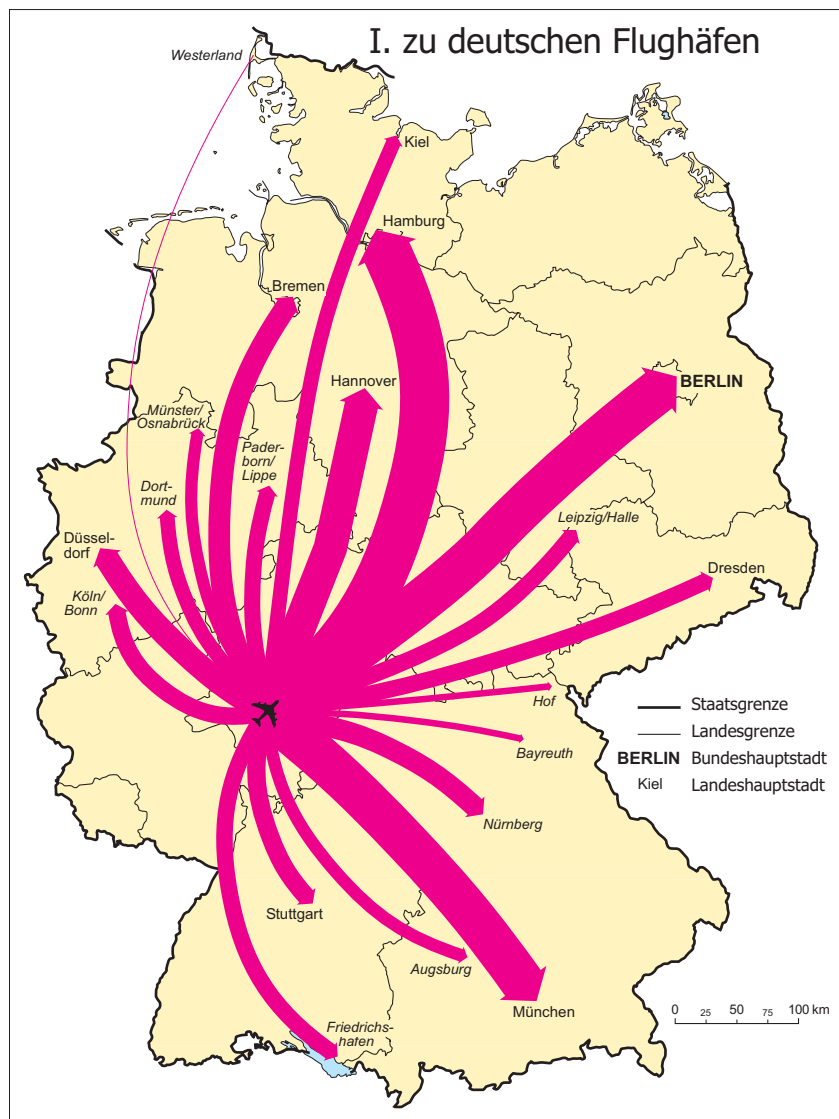 I. zu deutschen Flughäfen
Westerland
Kiel
Hamburg
Bremen
Hannover
BERLIN
Münster/
Osnabrück
Pader-
born/
Lippe
Dort-
mund
Leipzig/Halle
Düssel-
dorf
Dresden
Köln/
Bonn
Hof
Bayreuth
Nürnberg
Stuttgart
Augsburg
München
Friedrichs-
hafen
Staatsgrenze
Landesgrenze
BERLIN Bundeshauptstadt
Kiel Landeshauptstadt
0 25 50 75 100 km